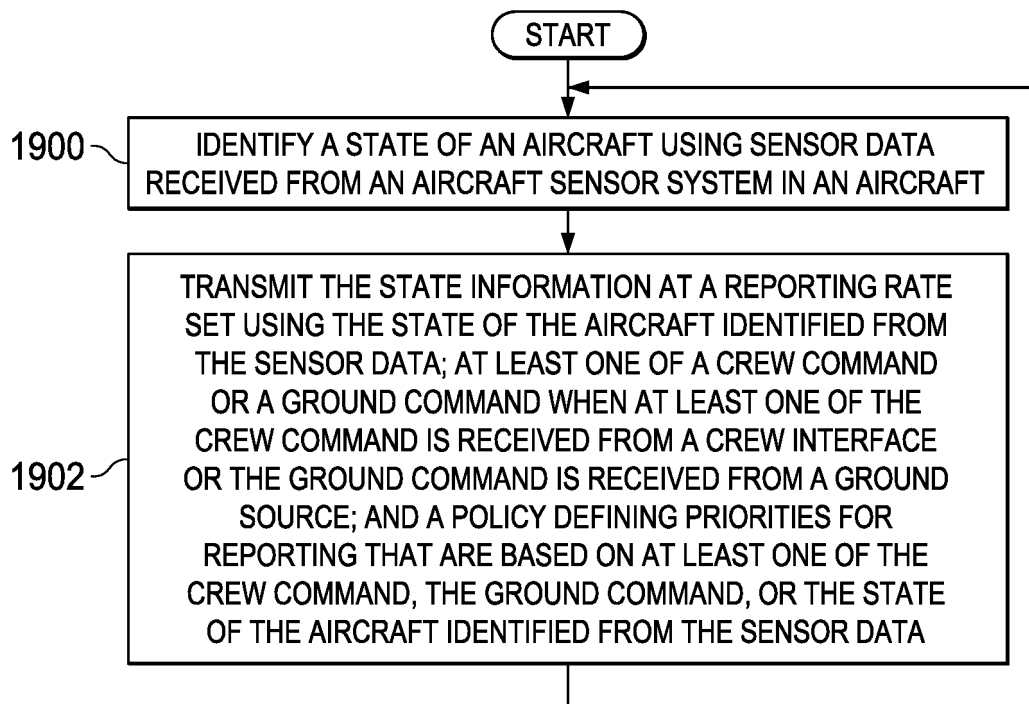 START
1900
IDENTIFY A STATE OF AN AIRCRAFT USING SENSOR DATA
RECEIVED FROM AN AIRCRAFT SENSOR SYSTEM IN AN AIRCRAFT
1902
TRANSMIT THE STATE INFORMATION AT A REPORTING RATE
SET USING THE STATE OF THE AIRCRAFT IDENTIFIED FROM
THE SENSOR DATA; AT LEAST ONE OF A CREW COMMAND
OR A GROUND COMMAND WHEN AT LEAST ONE OF THE
CREW COMMAND IS RECEIVED FROM A CREW INTERFACE
OR THE GROUND COMMAND IS RECEIVED FROM A GROUND
SOURCE; AND A POLICY DEFINING PRIORITIES FOR
REPORTING THAT ARE BASED ON AT LEAST ONE OF THE
CREW COMMAND, THE GROUND COMMAND, OR THE STATE
OF THE AIRCRAFT IDENTIFIED FROM THE SENSOR DATA